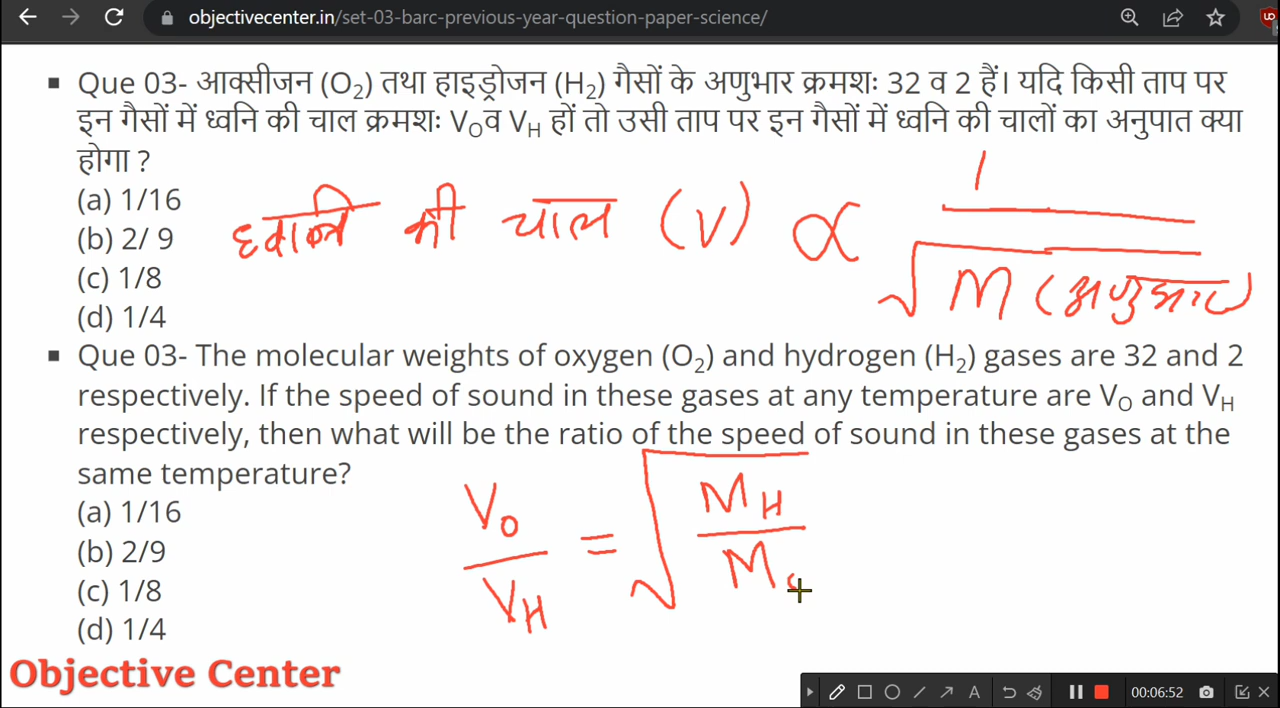 objectivecenter.in/set-03-barc-previous-year-question-paper-science/
Que 03- आक्सीजन (O₂) तथा हाइड्रोजन (H₂) गैसों के अणुभार क्रमशः 32 व 2 हैं। यदि किसी ताप पर
इन गैसों में ध्वनि की चाल क्रमशः V₀व Vₕ हों तो उसी ताप पर इन गैसों में ध्वनि की चालों का अनुपात क्या
होगा ?
(a) 1/16
(b) 2/ 9
(c) 1/8
(d) 1/4
ध्वनि की चाल (V) ∝ 1/√M (अणुभार)
Que 03- The molecular weights of oxygen (O₂) and hydrogen (H₂) gases are 32 and 2
respectively. If the speed of sound in these gases at any temperature are V₀ and Vₕ
respectively, then what will be the ratio of the speed of sound in these gases at the
same temperature?
(a) 1/16
(b) 2/9
(c) 1/8
(d) 1/4
V₀/Vₕ = √Mₕ/M
Objective Center
A
00:06:52